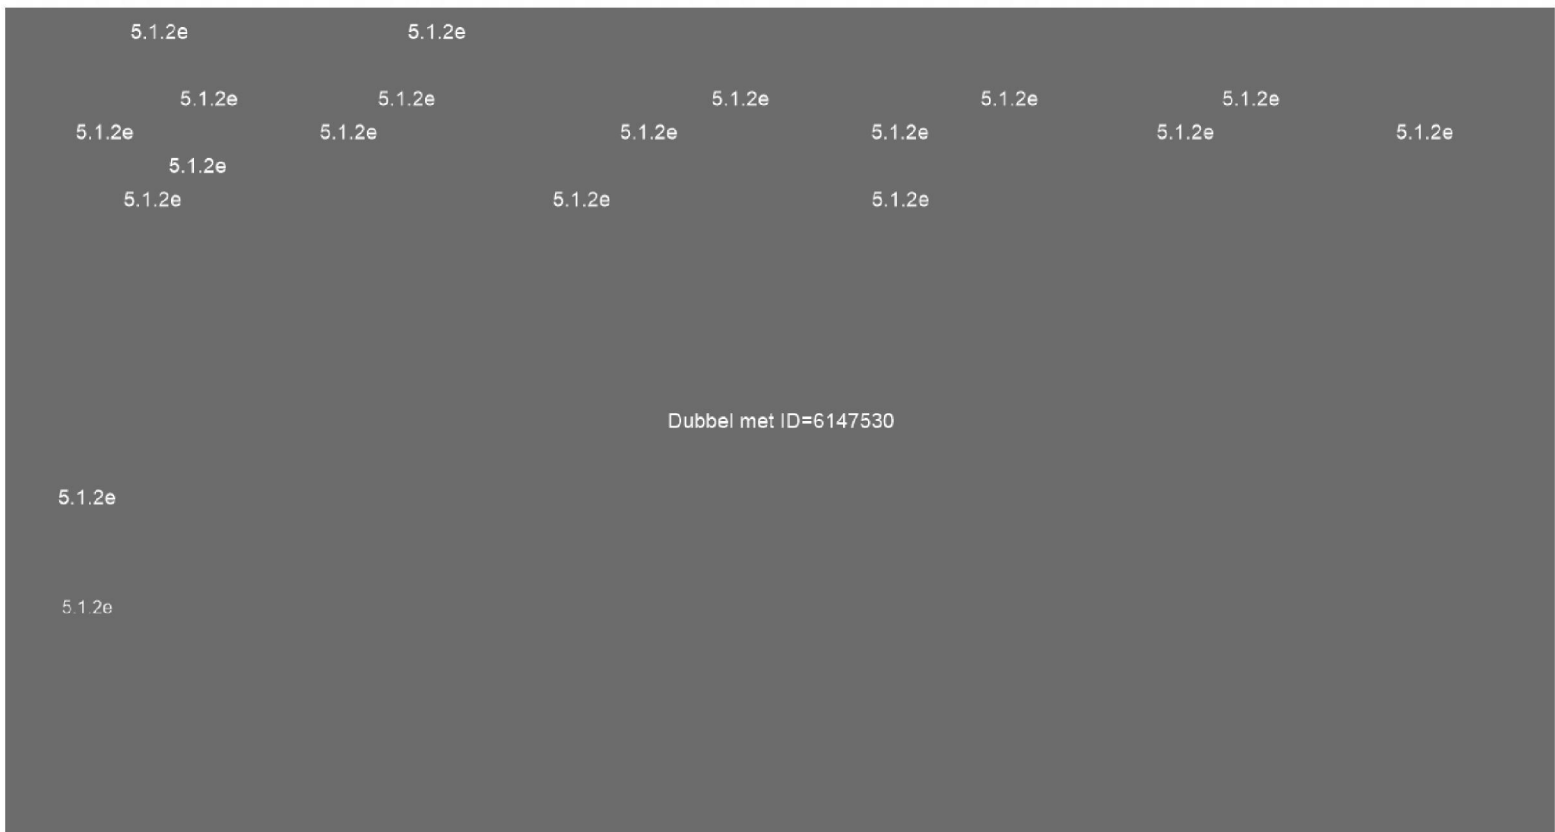 5.1.2e 5.1.2e
5.1.2e 5.1.2e 5.1.2e 5.1.2e 5.1.2e
5.1.2e 5.1.2e 5.1.2e 5.1.2e 5.1.2e 5.1.2e
5.1.2e
5.1.2e 5.1.2e 5.1.2e
Dubbel met ID=6147530
5.1.2e
5.1.2e